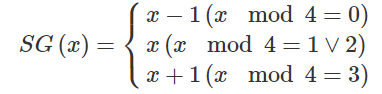 SG (x) = { x − 1 (x mod 4 = 0)
x (x mod 4 = 1 ∨ 2)
x + 1 (x mod 4 = 3)